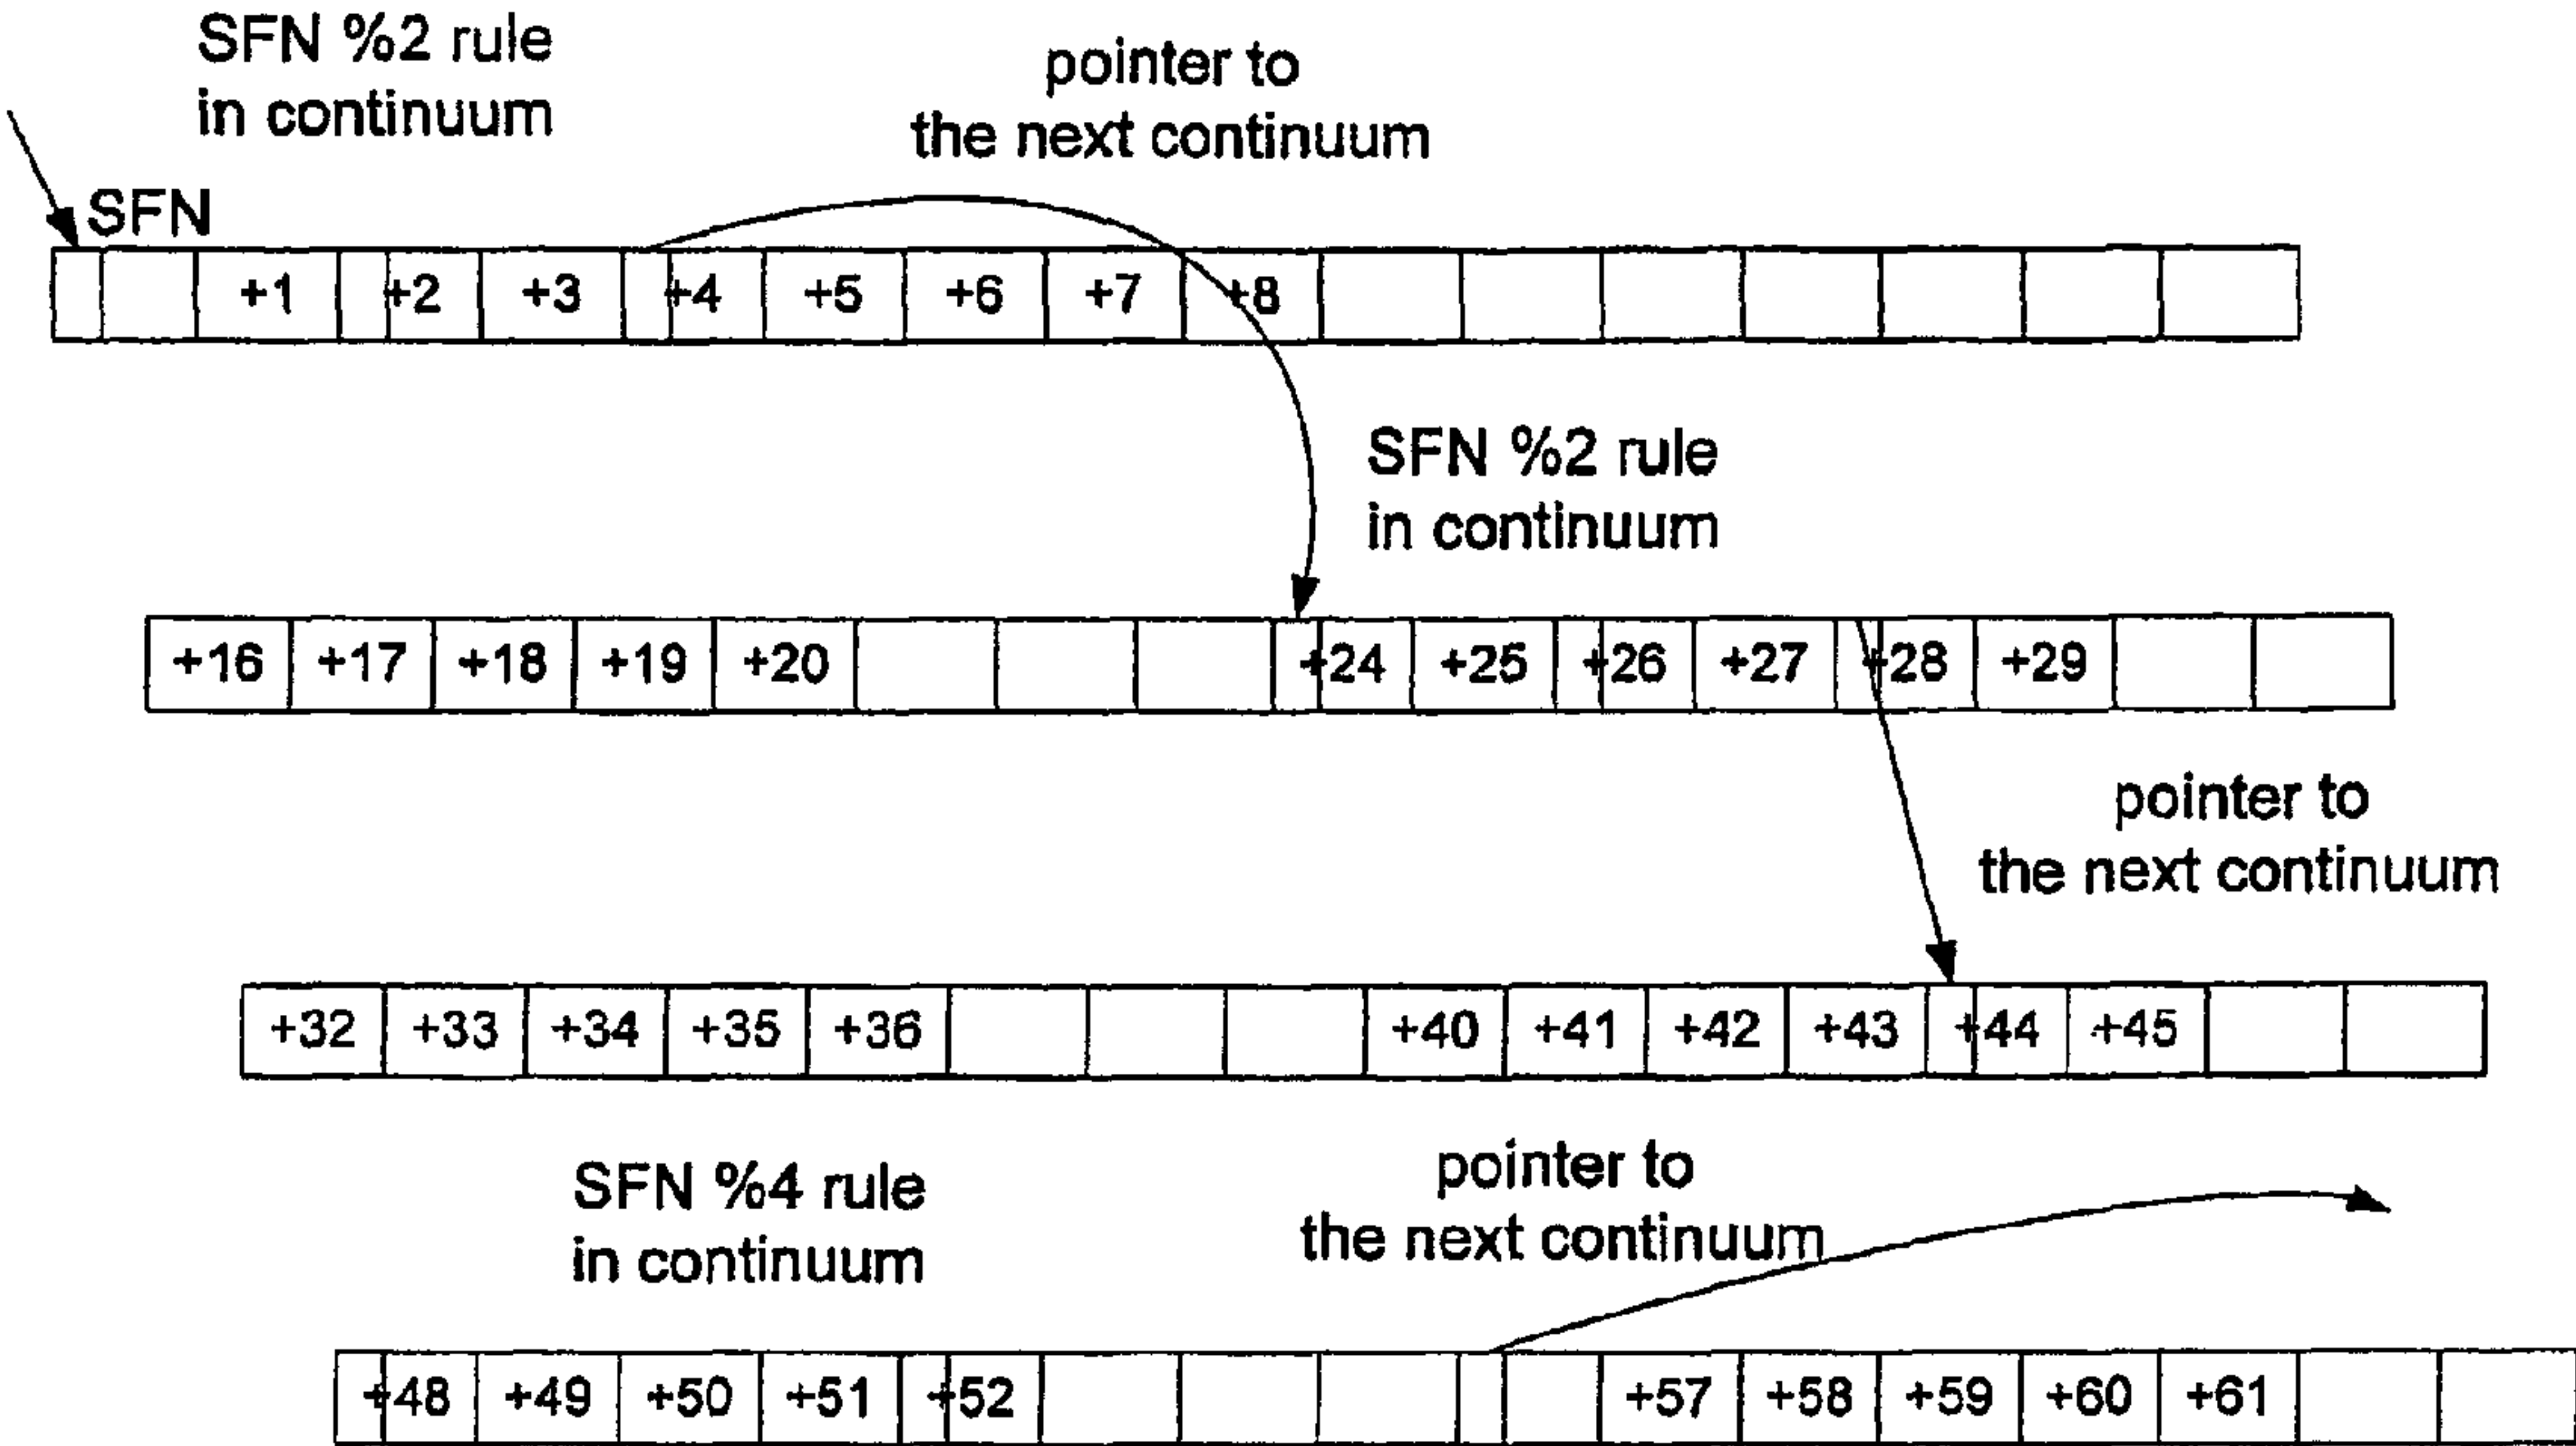 SFN %2 rule
in continuum
pointer to
the next continuum
SFN
+1 +2 +3 +4 +5 +6 +7 +8
SFN %2 rule
in continuum
+16 +17 +18 +19 +20 +24 +25 +26 +27 +28 +29
pointer to
the next continuum
+32 +33 +34 +35 +36 +40 +41 +42 +43 +44 +45
SFN %4 rule
in continuum
pointer to
the next continuum
+48 +49 +50 +51 +52 +57 +58 +59 +60 +61